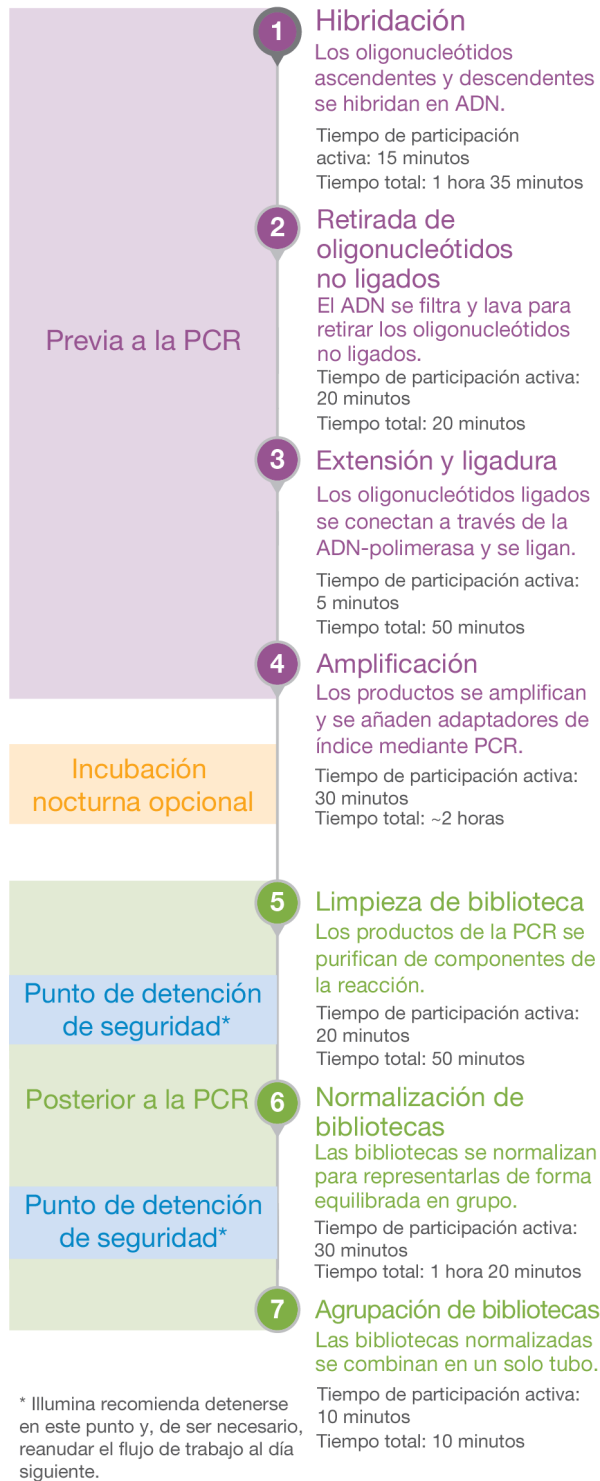 1
Hibridación
Los oligonucleótidos
ascendentes y descendentes
se hibridan en ADN.
Tiempo de participación
activa: 15 minutos
Tiempo total: 1 hora 35 minutos
2
Retirada de
oligonucleótidos
no ligados
El ADN se filtra y lava para
retirar los oligonucleótidos
no ligados.
Tiempo de participación activa:
20 minutos
Tiempo total: 20 minutos
Previa a la PCR
3
Extensión y ligadura
Los oligonucleótidos ligados
se conectan a través de la
ADN-polimerasa y se ligan.
Tiempo de participación activa:
5 minutos
Tiempo total: 50 minutos
4
Amplificación
Los productos se amplifican
y se añaden adaptadores de
índice mediante PCR.
Tiempo de participación activa:
30 minutos
Tiempo total: ~2 horas
Incubación
nocturna opcional
5
Limpieza de biblioteca
Los productos de la PCR se
purifican de componentes de
la reacción.
Tiempo de participación activa:
20 minutos
Tiempo total: 50 minutos
Punto de detención
de seguridad*
Posterior a la PCR
6
Normalización de
bibliotecas
Las bibliotecas se normalizan
para representarlas de forma
equilibrada en grupo.
Tiempo de participación activa:
30 minutos
Tiempo total: 1 hora 20 minutos
Punto de detención
de seguridad*
7
Agrupación de bibliotecas
Las bibliotecas normalizadas
se combinan en un solo tubo.
Tiempo de participación activa:
10 minutos
Tiempo total: 10 minutos
* Illumina recomienda detenerse
en este punto y, de ser necesario,
reanudar el flujo de trabajo al día
siguiente.